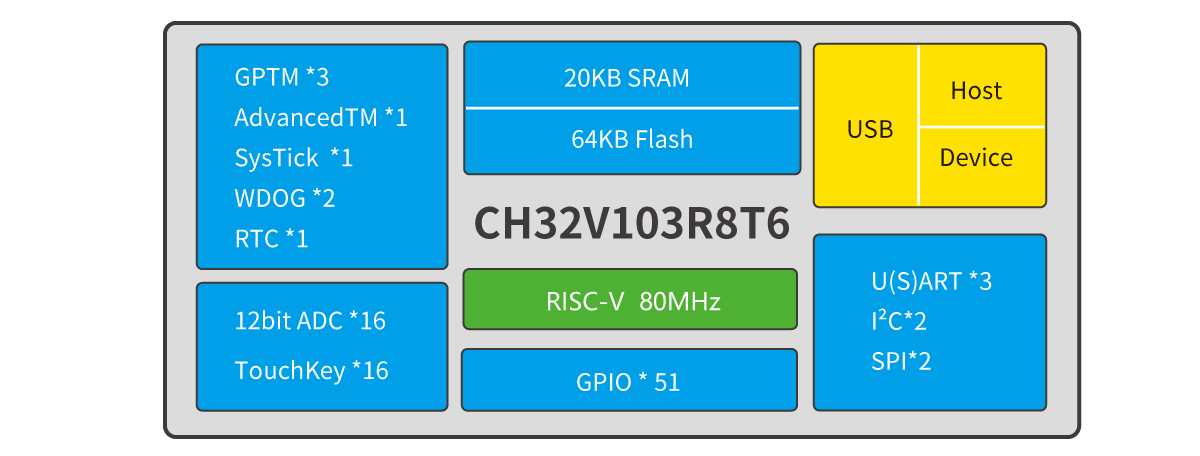 GPTM *3
AdvancedTM *1
SysTick *1
WDOG *2
RTC *1
12bit ADC *16
TouchKey *16
20KB SRAM
64KB Flash
CH32V103R8T6
RISC-V 80MHz
GPIO * 51
USB
Host
Device
U(S)ART *3
I²C*2
SPI*2